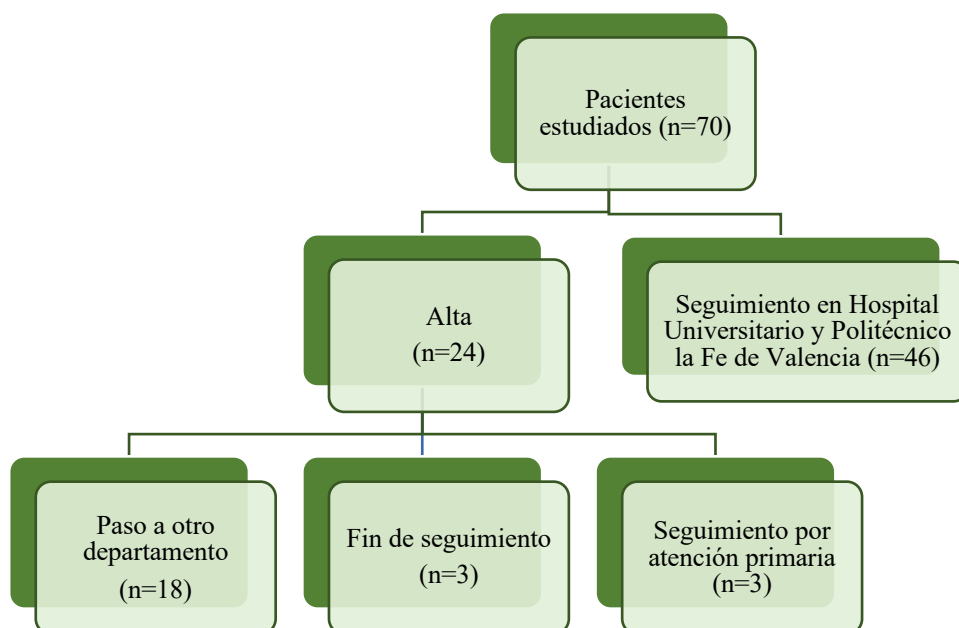 Pacientes
estudiados (n=70)
Alta
(n=24)
Seguimiento en Hospital
Universitario y Politécnico
la Fe de Valencia (n=46)
Paso a otro
departamento
(n=18)
Fin de seguimiento
(n=3)
Seguimiento por
atención primaria
(n=3)